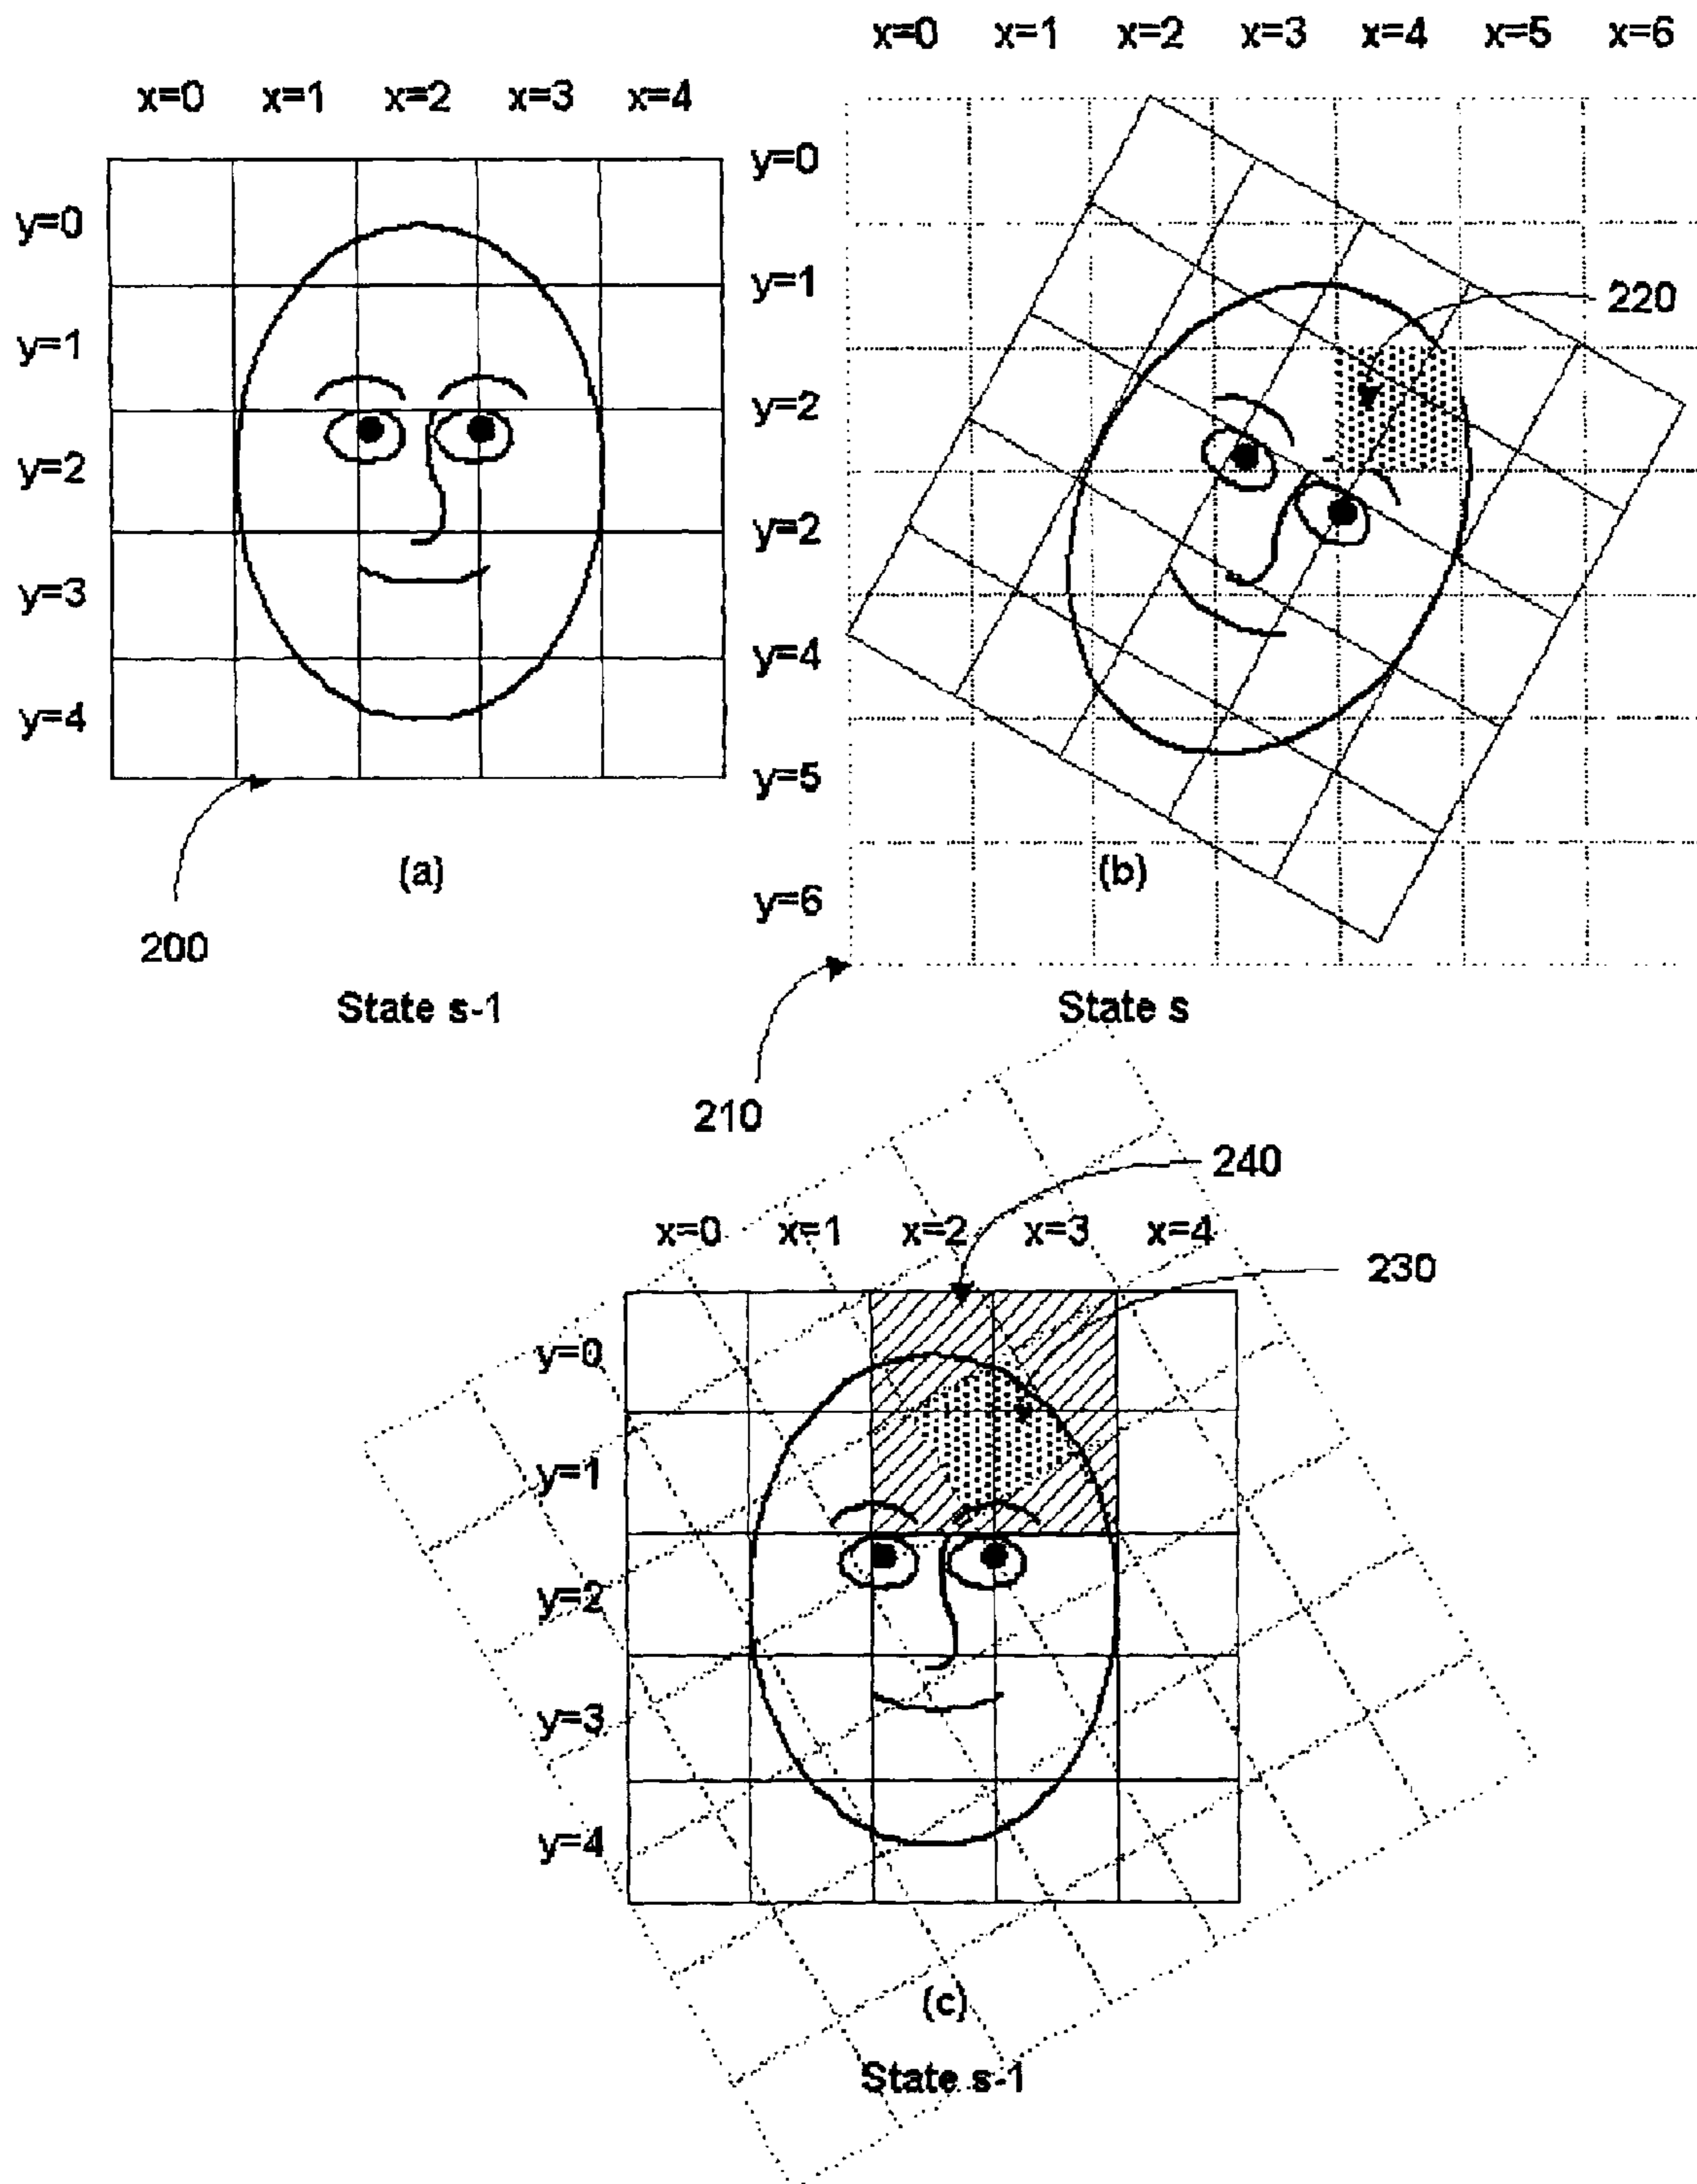 x=0 x=1 x=2 x=3 x=4
y=0
y=1
y=2
y=3
y=4
(a)
200
State s-1
x=0 x=1 x=2 x=3 x=4 x=5 x=6
y=0
y=1
y=2
y=2
y=4
y=5
y=6
220
(b)
210
State s
240
x=0 x=1 x=2 x=3 x=4
230
y=0
y=1
y=2
y=3
y=4
(c)
State s-1